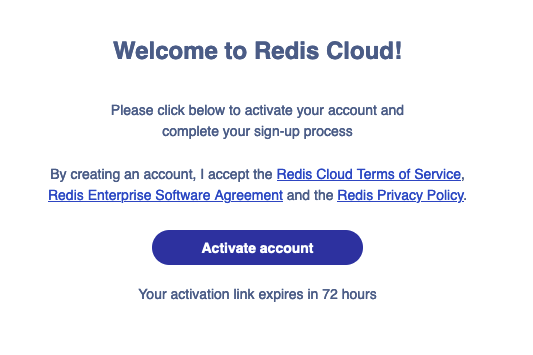 Welcome to Redis Cloud!
Please click below to activate your account and
complete your sign-up process
By creating an account, I accept the Redis Cloud Terms of Service,
Redis Enterprise Software Agreement and the Redis Privacy Policy.
Activate account
Your activation link expires in 72 hours